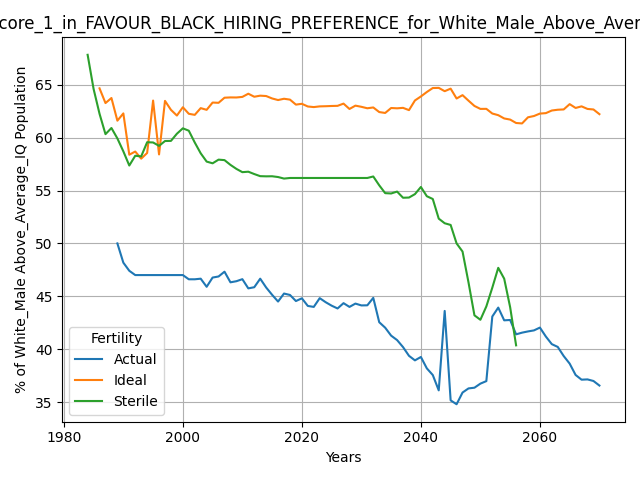 core_1_in_FAVOUR_BLACK_HIRING_PREFERENCE_for_White_Male_Above_Aver
% of White_Male Above_Average_IQ Population
65
60
55
50
45
40
35
Fertility
Actual
Ideal
Sterile
1980 2000 2020 2040 2060
Years